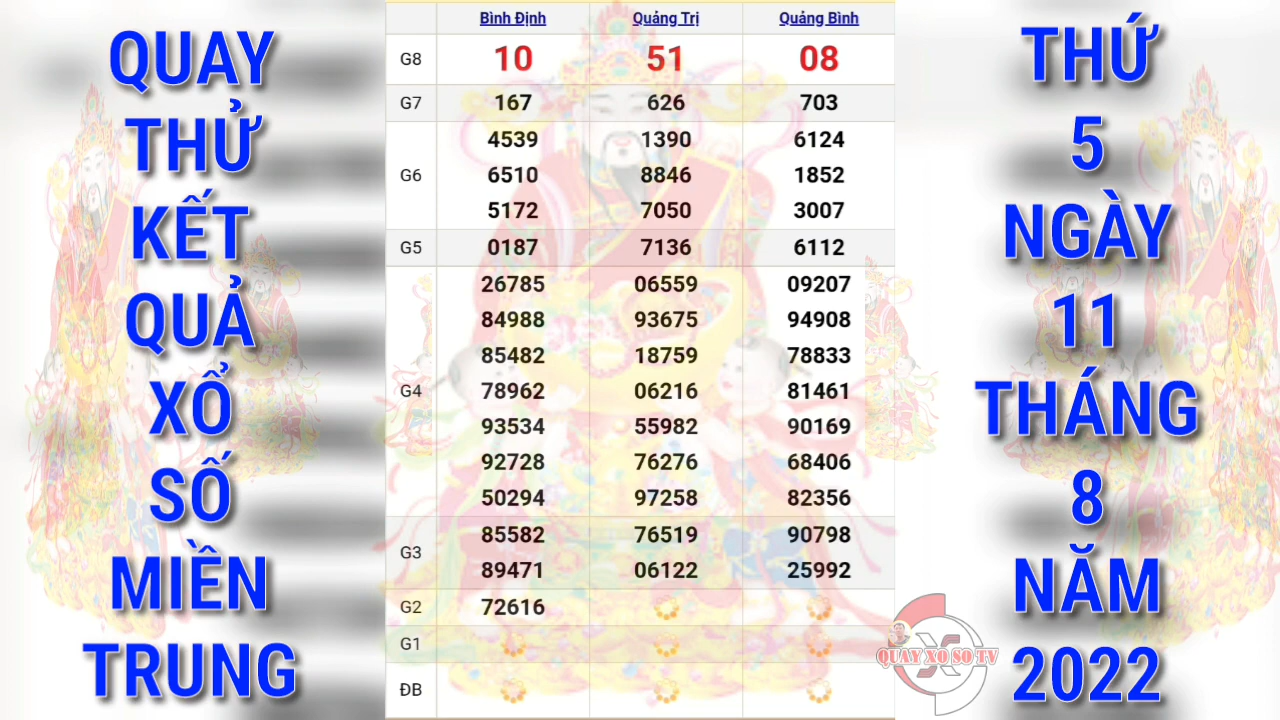 QUAY
THỬ
KẾT
QUẢ
XỔ
SỐ
MIỀN
TRUNG
Bình Định Quảng Trị Quảng Bình
G8 10 51 08
G7 167 626 703
4539 1390 6124
G6 6510 8846 1852
5172 7050 3007
G5 0187 7136 6112
26785 06559 09207
84988 93675 94908
85482 18759 78833
G4 78962 06216 81461
93534 55982 90169
92728 76276 68406
50294 97258 82356
G3
85582 76519 90798
89471 06122 25992
G2 72616
G1
ĐB
THỨ
5
NGÀY
11
THÁNG
8
NĂM
2022
QUAY XO SO TV